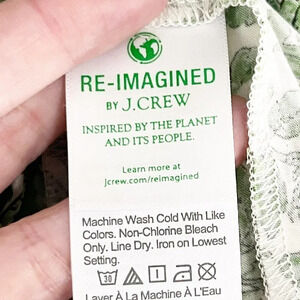 RE-IMAGINED
BY J.CREW
INSPIRED BY THE PLANET
AND ITS PEOPLE.
Learn more at
jcrew.com/reimagined
Machine Wash Cold With Like
Colors. Non-Chlorine Bleach
Only. Line Dry. Iron on Lowest
Setting.
30
Laver À La Machine À L'Eau